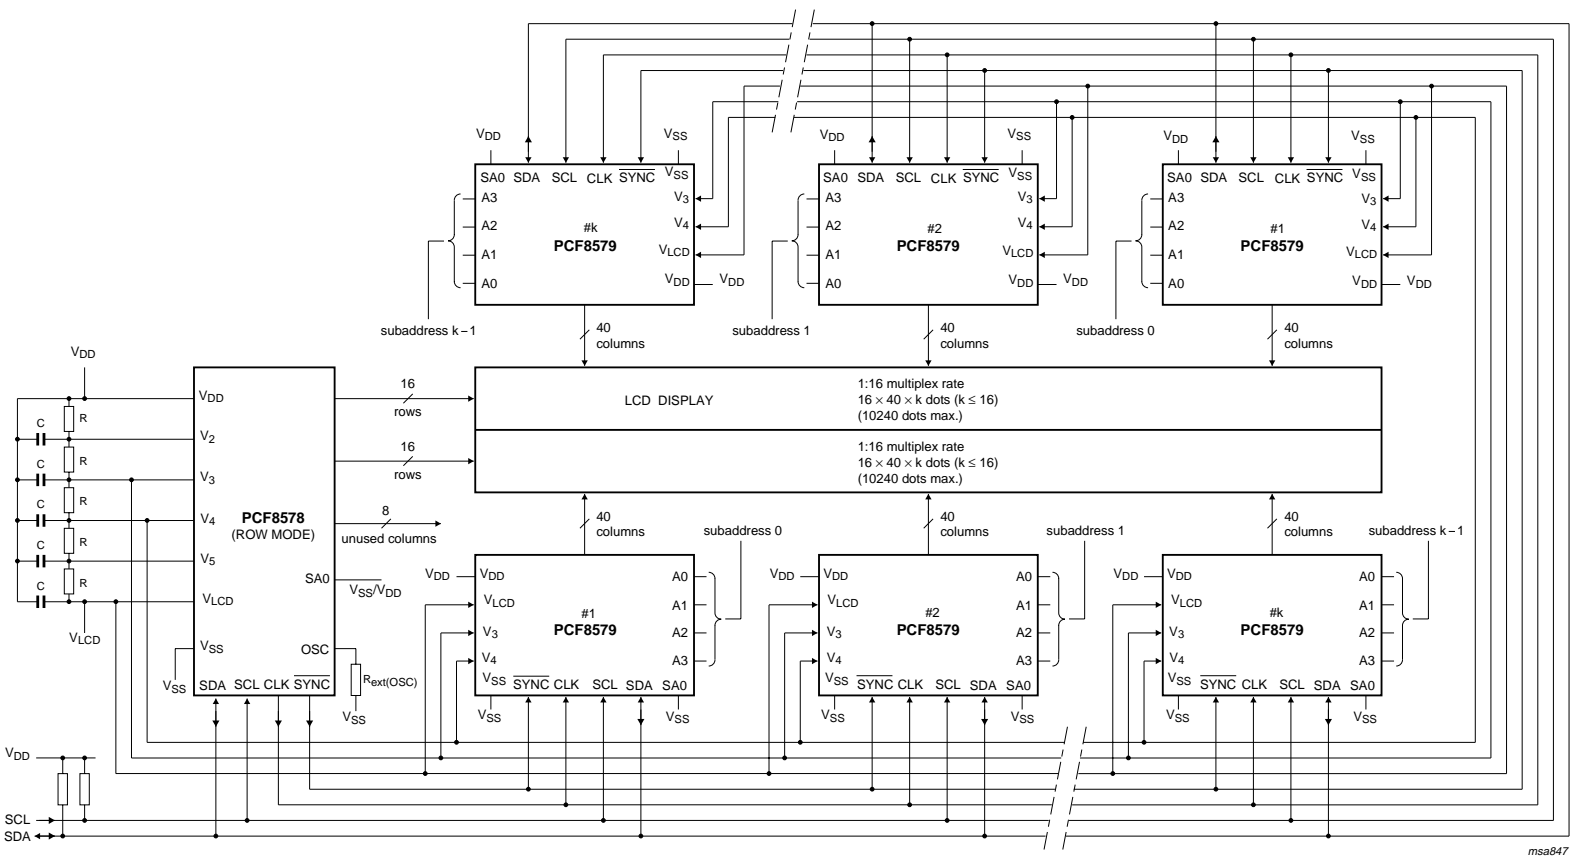 VDD
VSS
VDD
VSS
VDD
VSS
SA0 SDA SCL CLK SYNC VSS
SA0 SDA SCL CLK SYNC VSS
SA0 SDA SCL CLK SYNC VSS
A3
A2
A1
A0
#k
PCF8579
V3
V4
VLCD
VDD
VDD
A3
A2
A1
A0
#2
PCF8579
V3
V4
VLCD
VDD
VDD
A3
A2
A1
A0
#1
PCF8579
V3
V4
VLCD
VDD
VDD
subaddress k−1
40
columns
subaddress 1
40
columns
subaddress 0
40
columns
VDD
C
R
C
R
C
R
C
R
C
R
VLCD
VDD
V2
V3
V4
V5
VLCD
VSS
VSS
PCF8578
(ROW MODE)
SA0
VSS/VDD
OSC
Rext(OSC)
VSS
SDA SCL CLK SYNC
16
rows
16
rows
8
unused columns
LCD DISPLAY
1:16 multiplex rate
16 × 40 × k dots (k ≤ 16)
(10240 dots max.)
1:16 multiplex rate
16 × 40 × k dots (k ≤ 16)
(10240 dots max.)
40
columns
subaddress 0
40
columns
subaddress 1
40
columns
subaddress k−1
VDD
VDD
VLCD
V3
V4
VSS
#1
PCF8579
A0
A1
A2
A3
SYNC CLK SCL SDA SA0
VSS
VSS
VDD
VDD
VLCD
V3
V4
VSS
#2
PCF8579
A0
A1
A2
A3
SYNC CLK SCL SDA SA0
VSS
VSS
VDD
VDD
VLCD
V3
V4
VSS
#k
PCF8579
A0
A1
A2
A3
SYNC CLK SCL SDA SA0
VSS
VSS
VDD
SCL
SDA
msa847